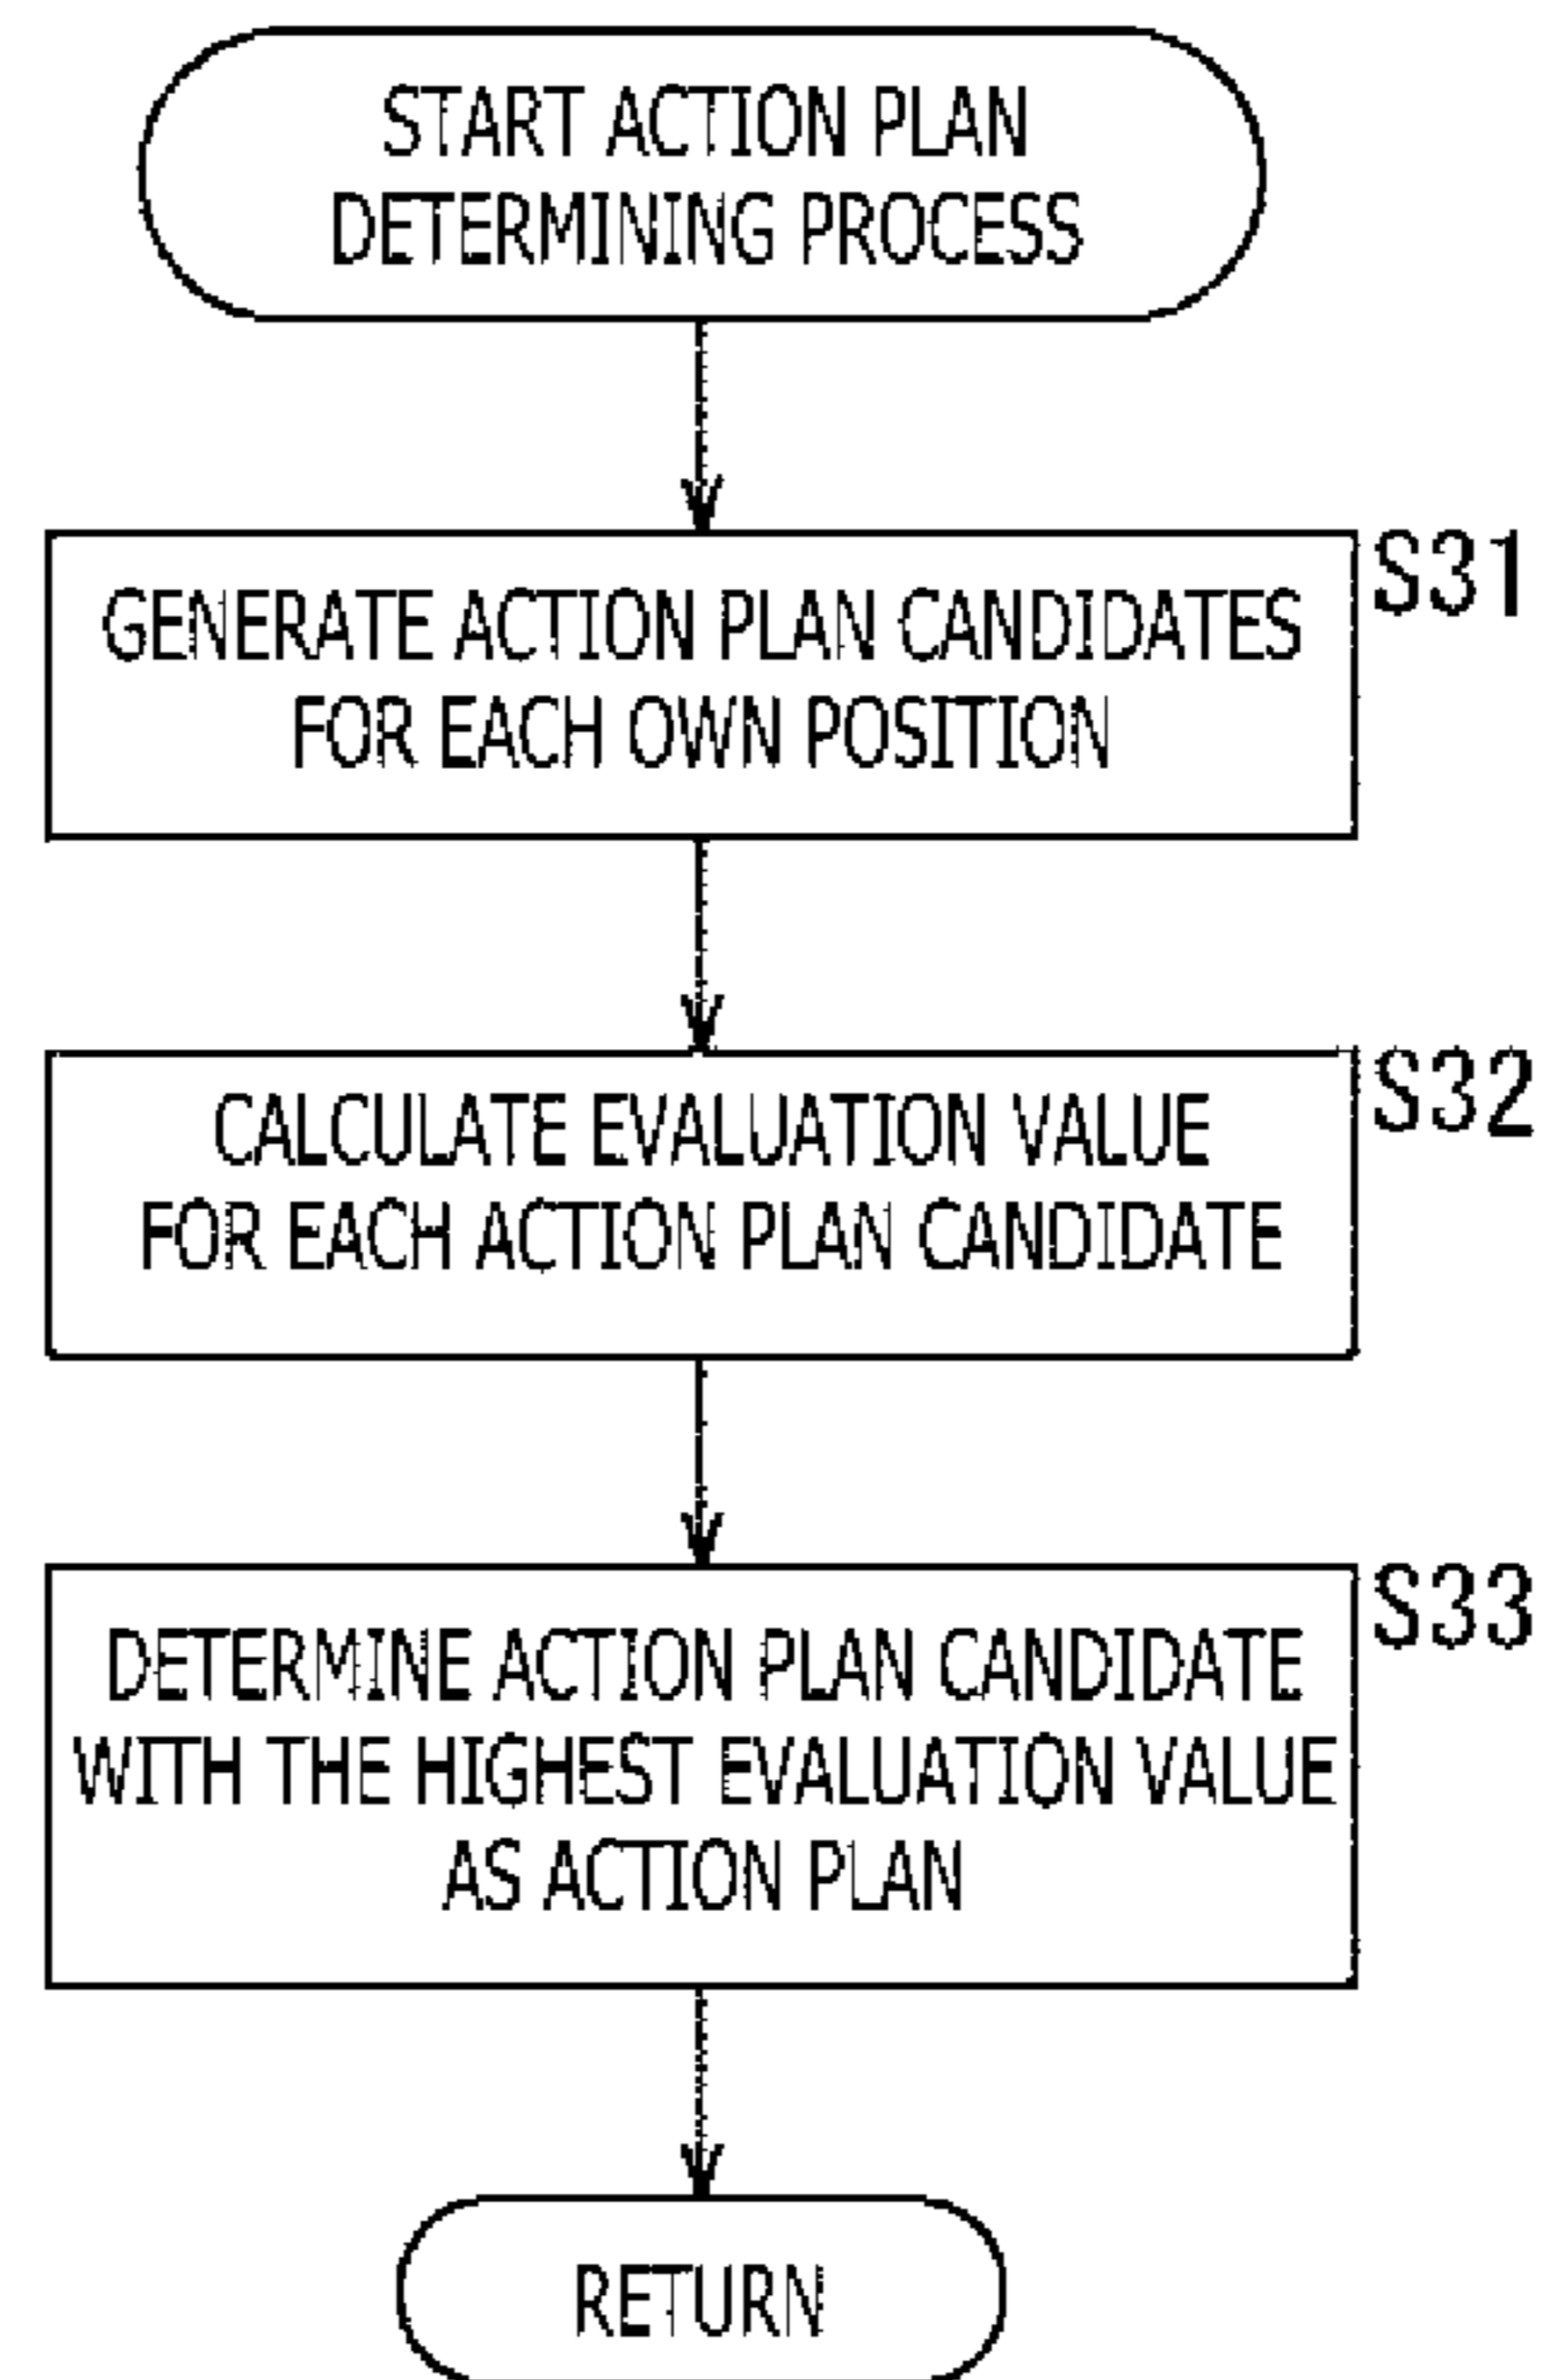 START ACTION PLAN
DETERMINING PROCESS
S31
GENERATE ACTION PLAN CANDIDATES
FOR EACH OWN POSITION
S32
CALCULATE EVALUATION VALUE
FOR EACH ACTION PLAN CANDIDATE
S33
DETERMINE ACTION PLAN CANDIDATE
WITH THE HIGHEST EVALUATION VALUE
AS ACTION PLAN
RETURN